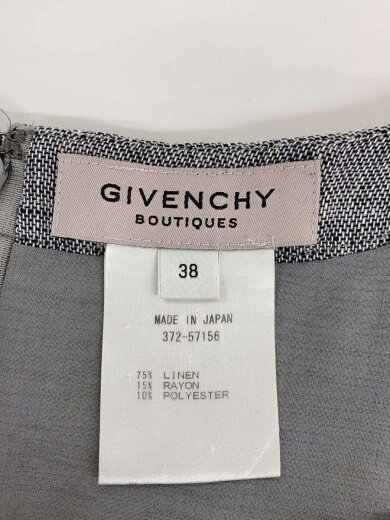 GIVENCHY
BOUTIQUES
38
MADE IN JAPAN
372-57156
75% LINEN
15% RAYON
10% POLYESTER